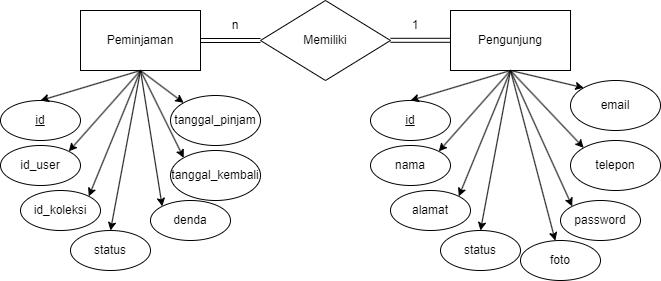 Peminjaman
n
Memiliki
1
Pengunjung
id
id_user
id_koleksi
status
denda
tanggal_kembali
tanggal_pinjam
id
nama
alamat
status
foto
password
telepon
email